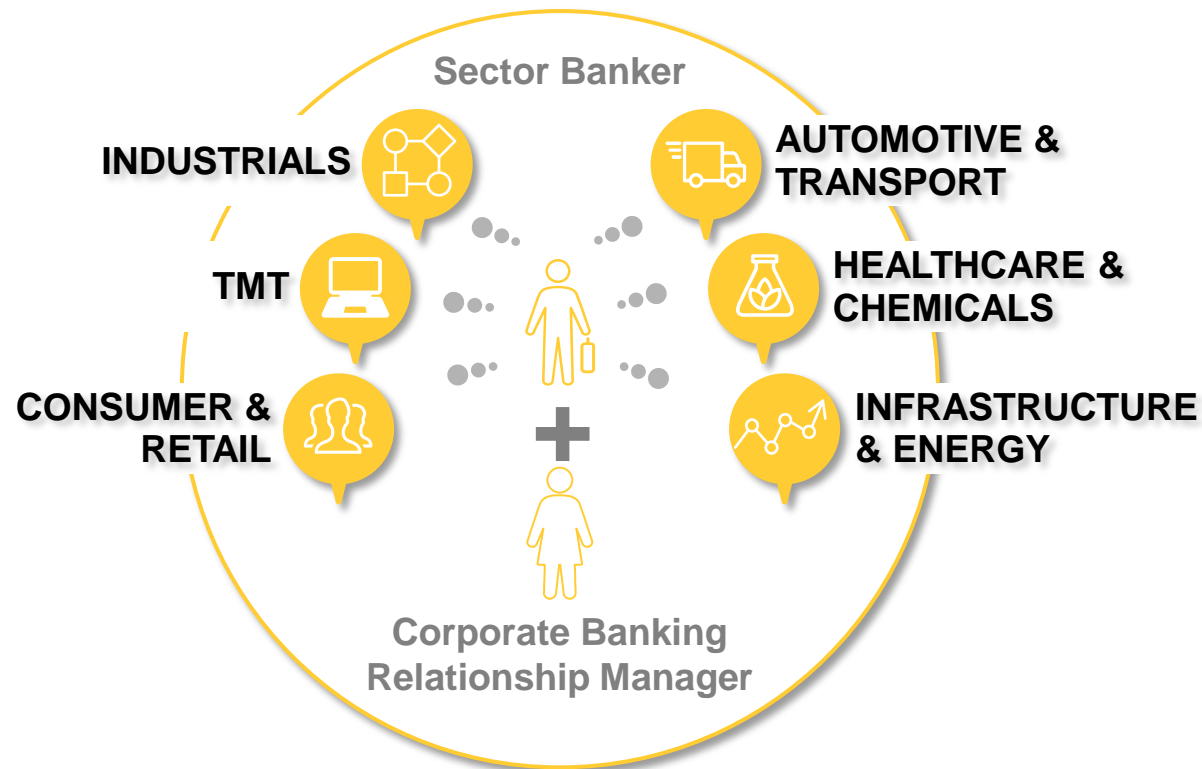 Sector Banker
INDUSTRIALS
AUTOMOTIVE &
TRANSPORT
TMT
HEALTHCARE &
CHEMICALS
CONSUMER &
RETAIL
INFRASTRUCTURE
& ENERGY
Corporate Banking
Relationship Manager